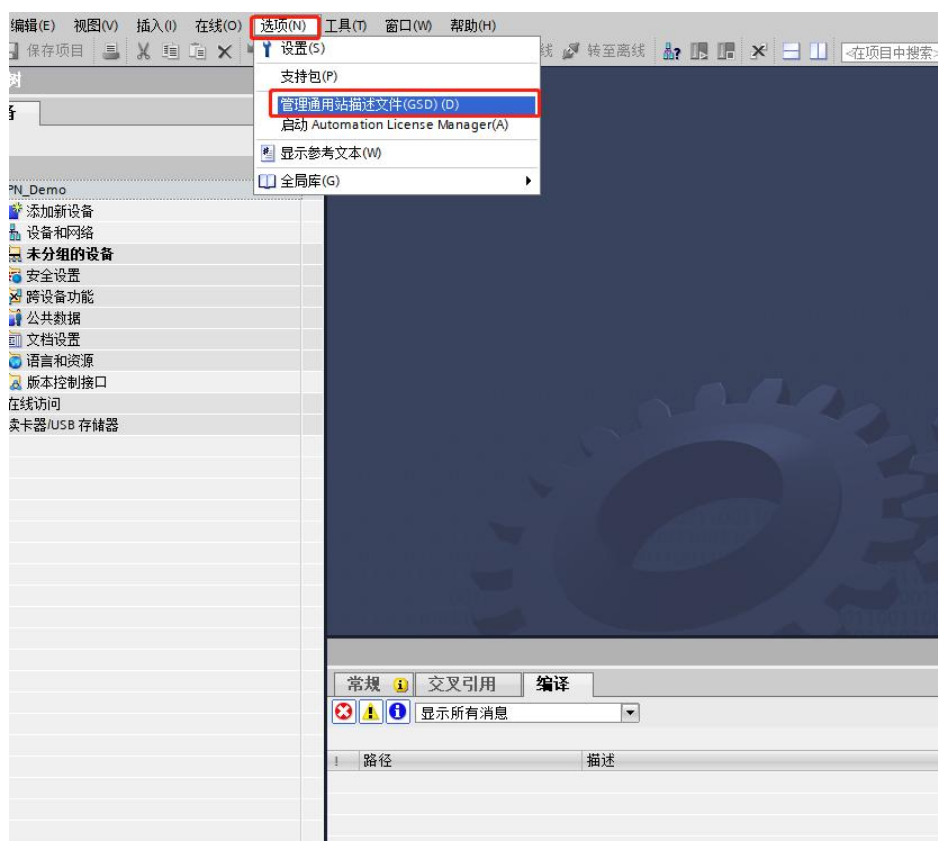 编辑(E) 视图(V) 插入(I) 在线(O) 选项(N) 工具(T) 窗口(W) 帮助(H)
保存项目 线 转至离线 <在项目中搜索>
设置(S)
支持包(P)
管理通用站描述文件(GSD) (D)
启动 Automation License Manager(A)
显示参考文本(W)
全局库(G)
树
备
PN_Demo
添加新设备
设备和网络
未分组的设备
安全设置
跨设备功能
公共数据
文档设置
语言和资源
版本控制接口
在线访问
读卡器/USB 存储器
常规 交叉引用 编译
显示所有消息
! 路径 描述